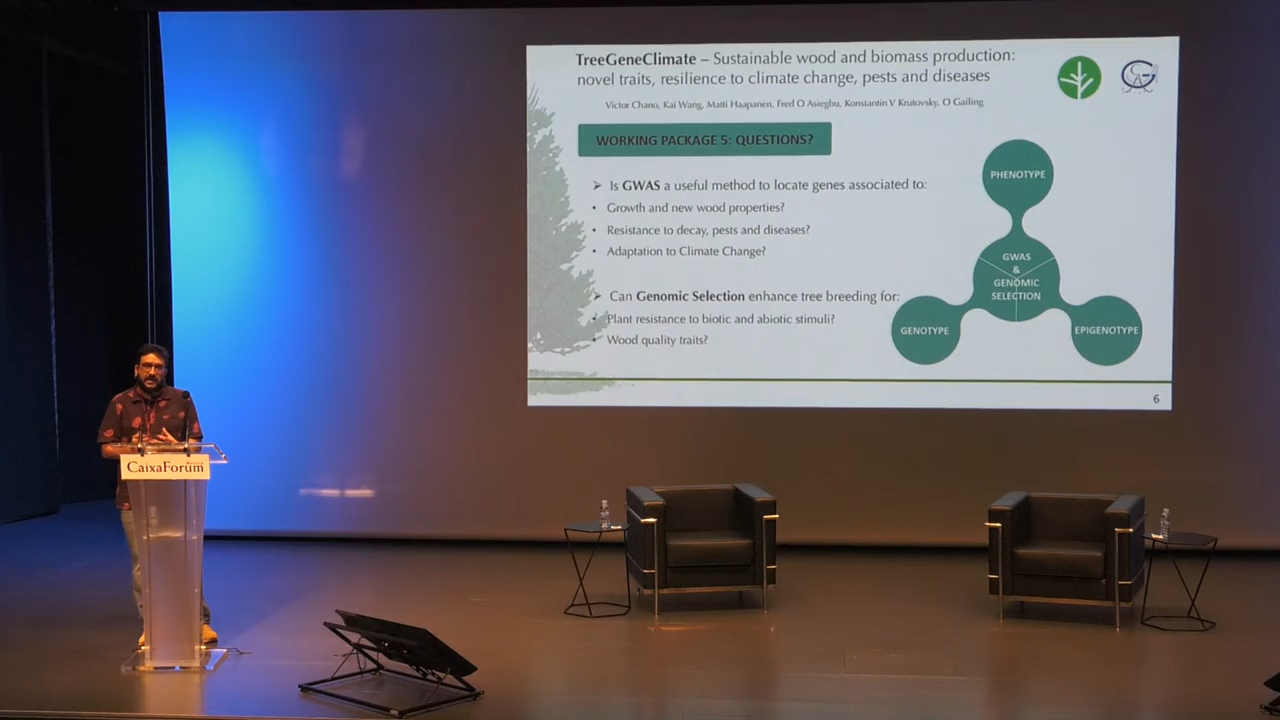 TreeGeneClimate – Sustainable wood and biomass production:
novel traits, resilience to climate change, pests and diseases
Victor Chano, Kai Wang, Matti Haapanen, Fred O Asiegbu, Konstantin V Krutovsky, O Gailing
WORKING PACKAGE 5: QUESTIONS?
➢ Is GWAS a useful method to locate genes associated to:
• Growth and new wood properties?
• Resistance to decay, pests and diseases?
• Adaptation to Climate Change?
➢ Can Genomic Selection enhance tree breeding for:
• Plant resistance to biotic and abiotic stimuli?
• Wood quality traits?
PHENOTYPE
GWAS
&
GENOMIC
SELECTION
GENOTYPE
EPIGENOTYPE
6
CaixaForum